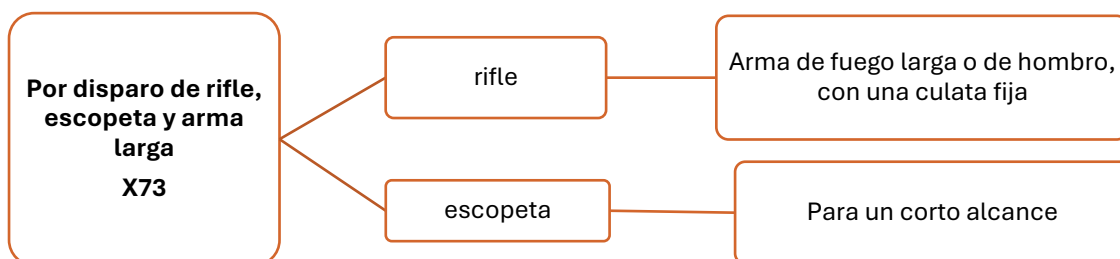 Por disparo de rifle,
escopeta y arma
larga
X73
rifle
Arma de fuego larga o de hombro,
con una culata fija
escopeta
Para un corto alcance